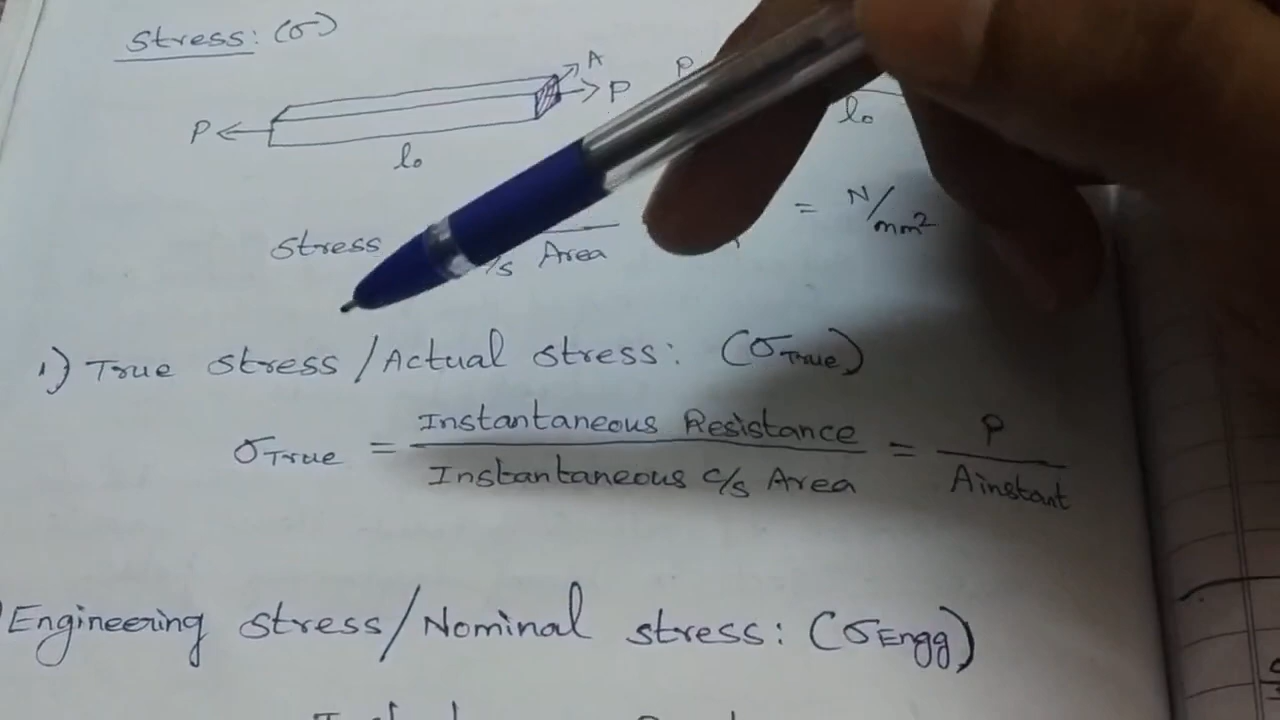 Stress: (σ)
A
P
P
P
l₀
l₀
Stress
c/s Area
= N/mm²
1) True stress/Actual stress: (σTrue)
σTrue = Instantaneous Resistance / Instantaneous c/s Area = P / Ainstant
Engineering stress/Nominal stress: (σEngg)